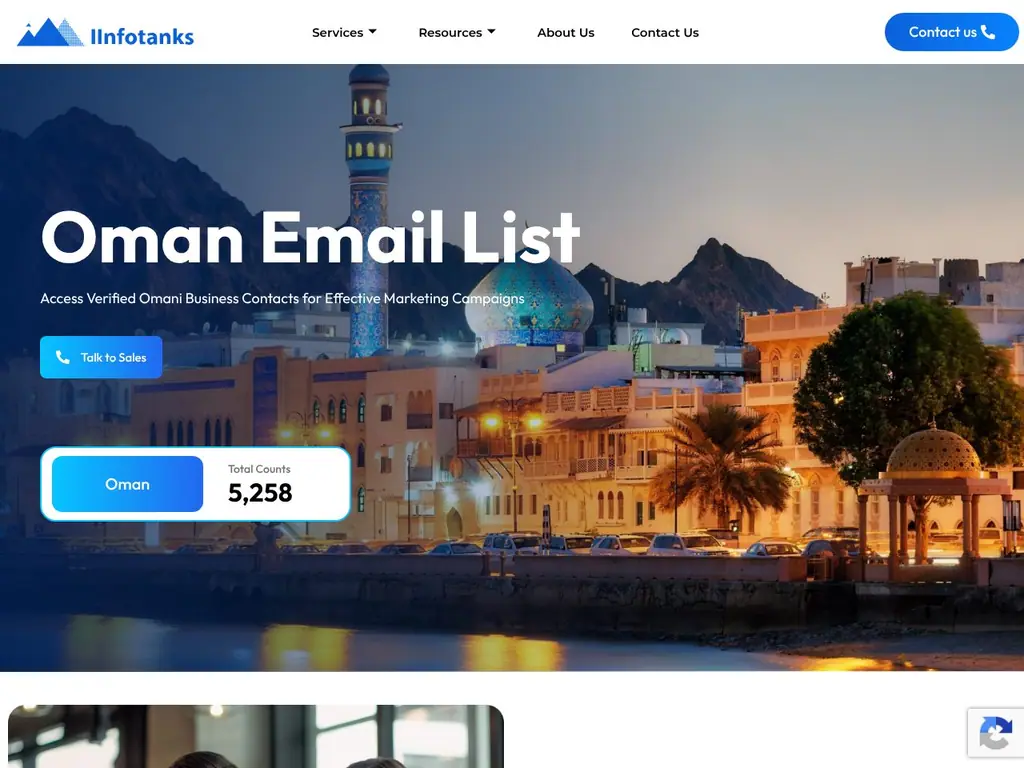 IInfotanks
Services
Resources
About Us
Contact Us
Contact us
Oman Email List
Access Verified Omani Business Contacts for Effective Marketing Campaigns
Talk to Sales
Oman
Total Counts
5,258